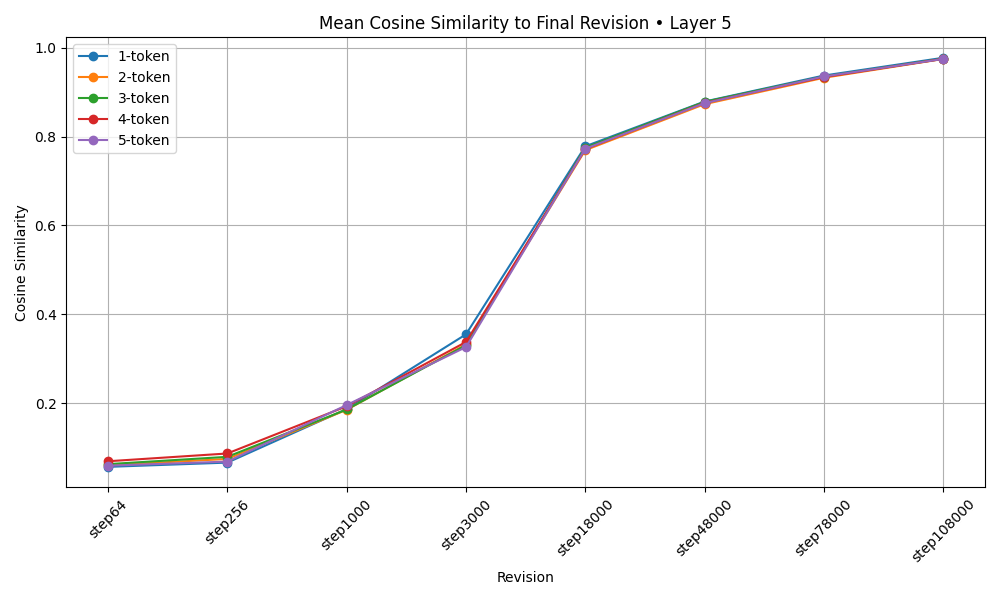 Mean Cosine Similarity to Final Revision • Layer 5
1-token
2-token
3-token
4-token
5-token
Cosine Similarity
1.0
0.8
0.6
0.4
0.2
step64
step256
step1000
step3000
step18000
step48000
step78000
step108000
Revision